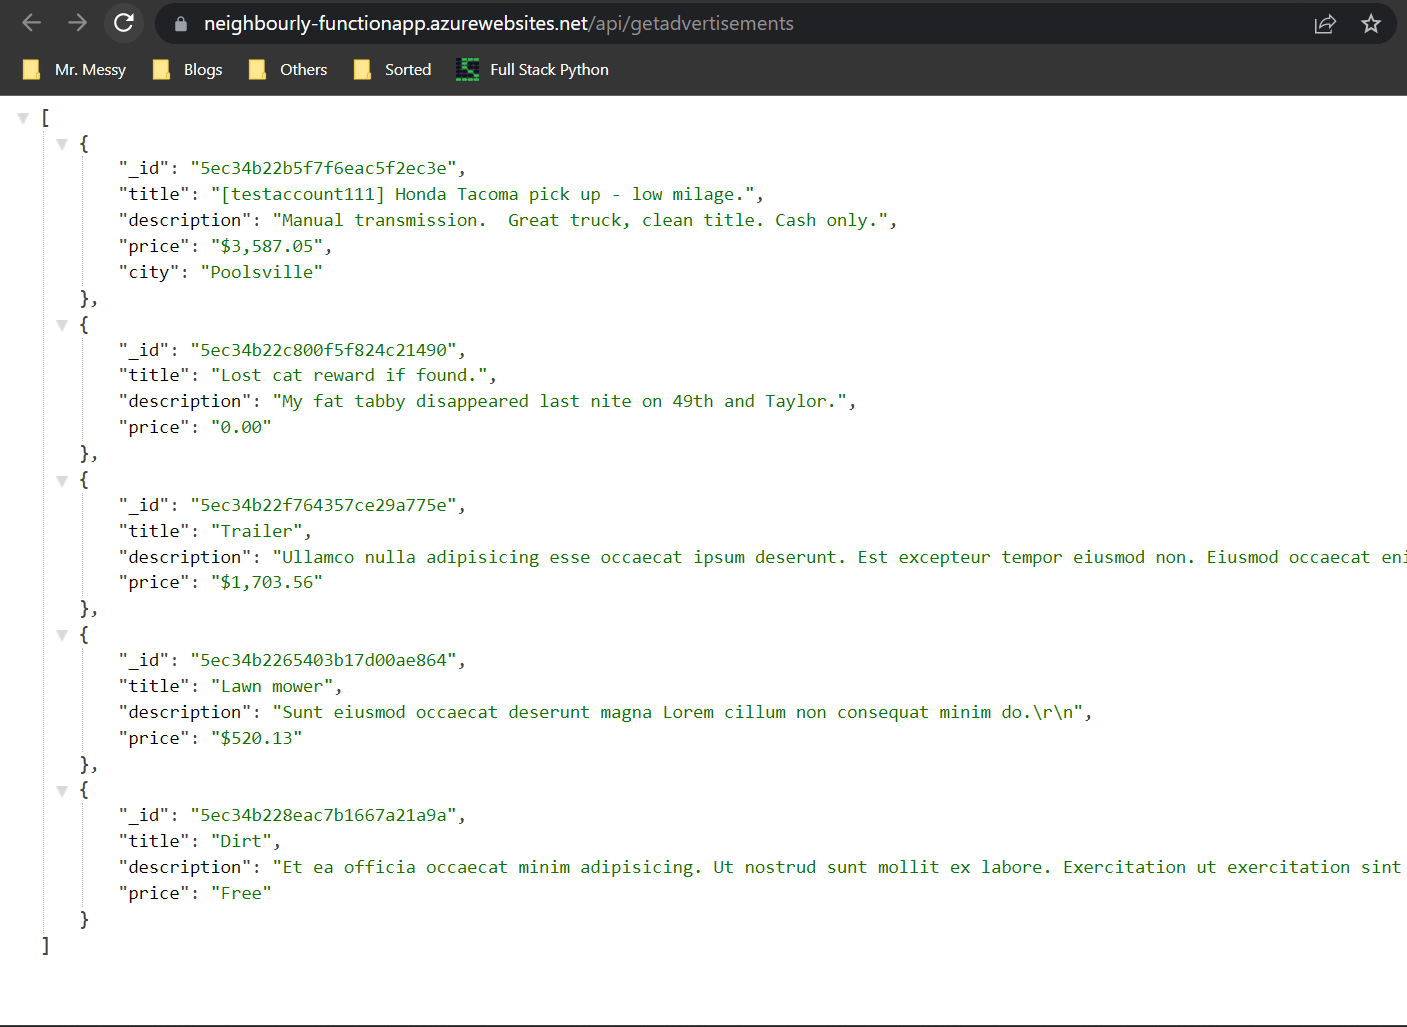 neighbourly-functionapp.azurewebsites.net/api/getadvertisements
Mr. Messy Blogs Others Sorted Full Stack Python
[
{
"_id": "5ec34b22b5f7f6eac5f2ec3e",
"title": "[testaccount111] Honda Tacoma pick up - low milage.",
"description": "Manual transmission.  Great truck, clean title. Cash only.",
"price": "$3,587.05",
"city": "Poolsville"
},
{
"_id": "5ec34b22c800f5f824c21490",
"title": "Lost cat reward if found.",
"description": "My fat tabby disappeared last nite on 49th and Taylor.",
"price": "0.00"
},
{
"_id": "5ec34b22f764357ce29a775e",
"title": "Trailer",
"description": "Ullamco nulla adipisicing esse occaecat ipsum deserunt. Est excepteur tempor eiusmod non. Eiusmod occaecat eni
"price": "$1,703.56"
},
{
"_id": "5ec34b2265403b17d00ae864",
"title": "Lawn mower",
"description": "Sunt eiusmod occaecat deserunt magna Lorem cillum non consequat minim do.\r\n",
"price": "$520.13"
},
{
"_id": "5ec34b228eac7b1667a21a9a",
"title": "Dirt",
"description": "Et ea officia occaecat minim adipisicing. Ut nostrud sunt mollit ex labore. Exercitation ut exercitation sint
"price": "Free"
}
]